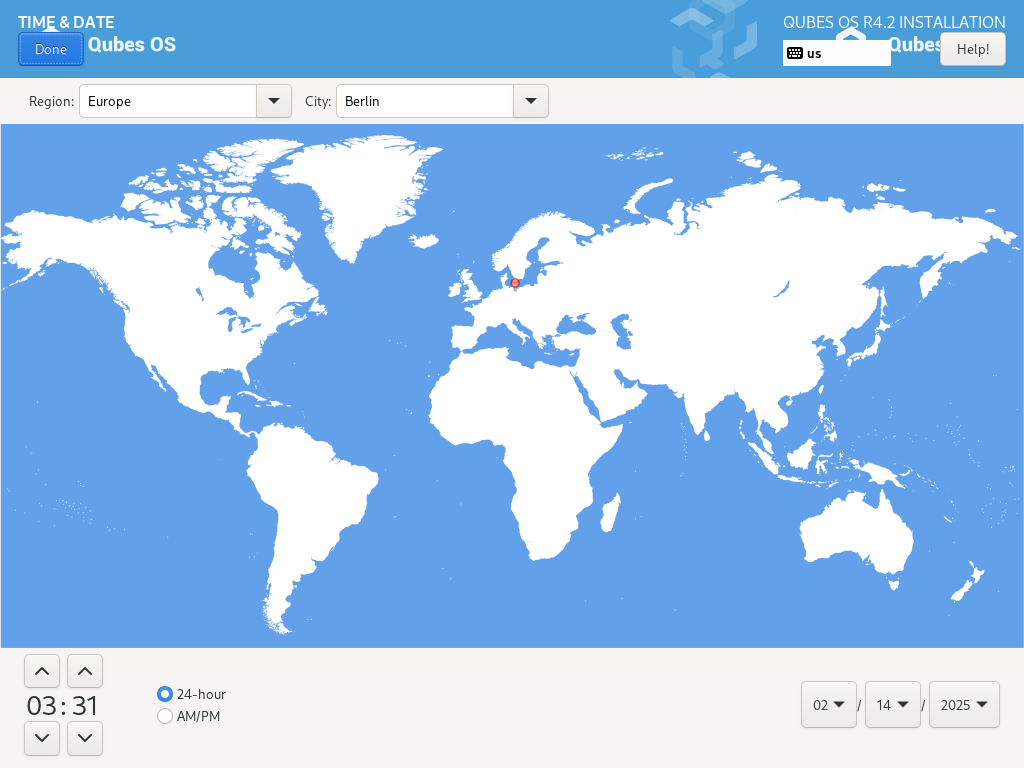 TIME & DATE
QUBES OS R4.2 INSTALLATION
Done
Qubes OS
us
Qubes
Help!
Region:
Europe
City:
Berlin
03:31
24-hour
AM/PM
02 / 14 / 2025